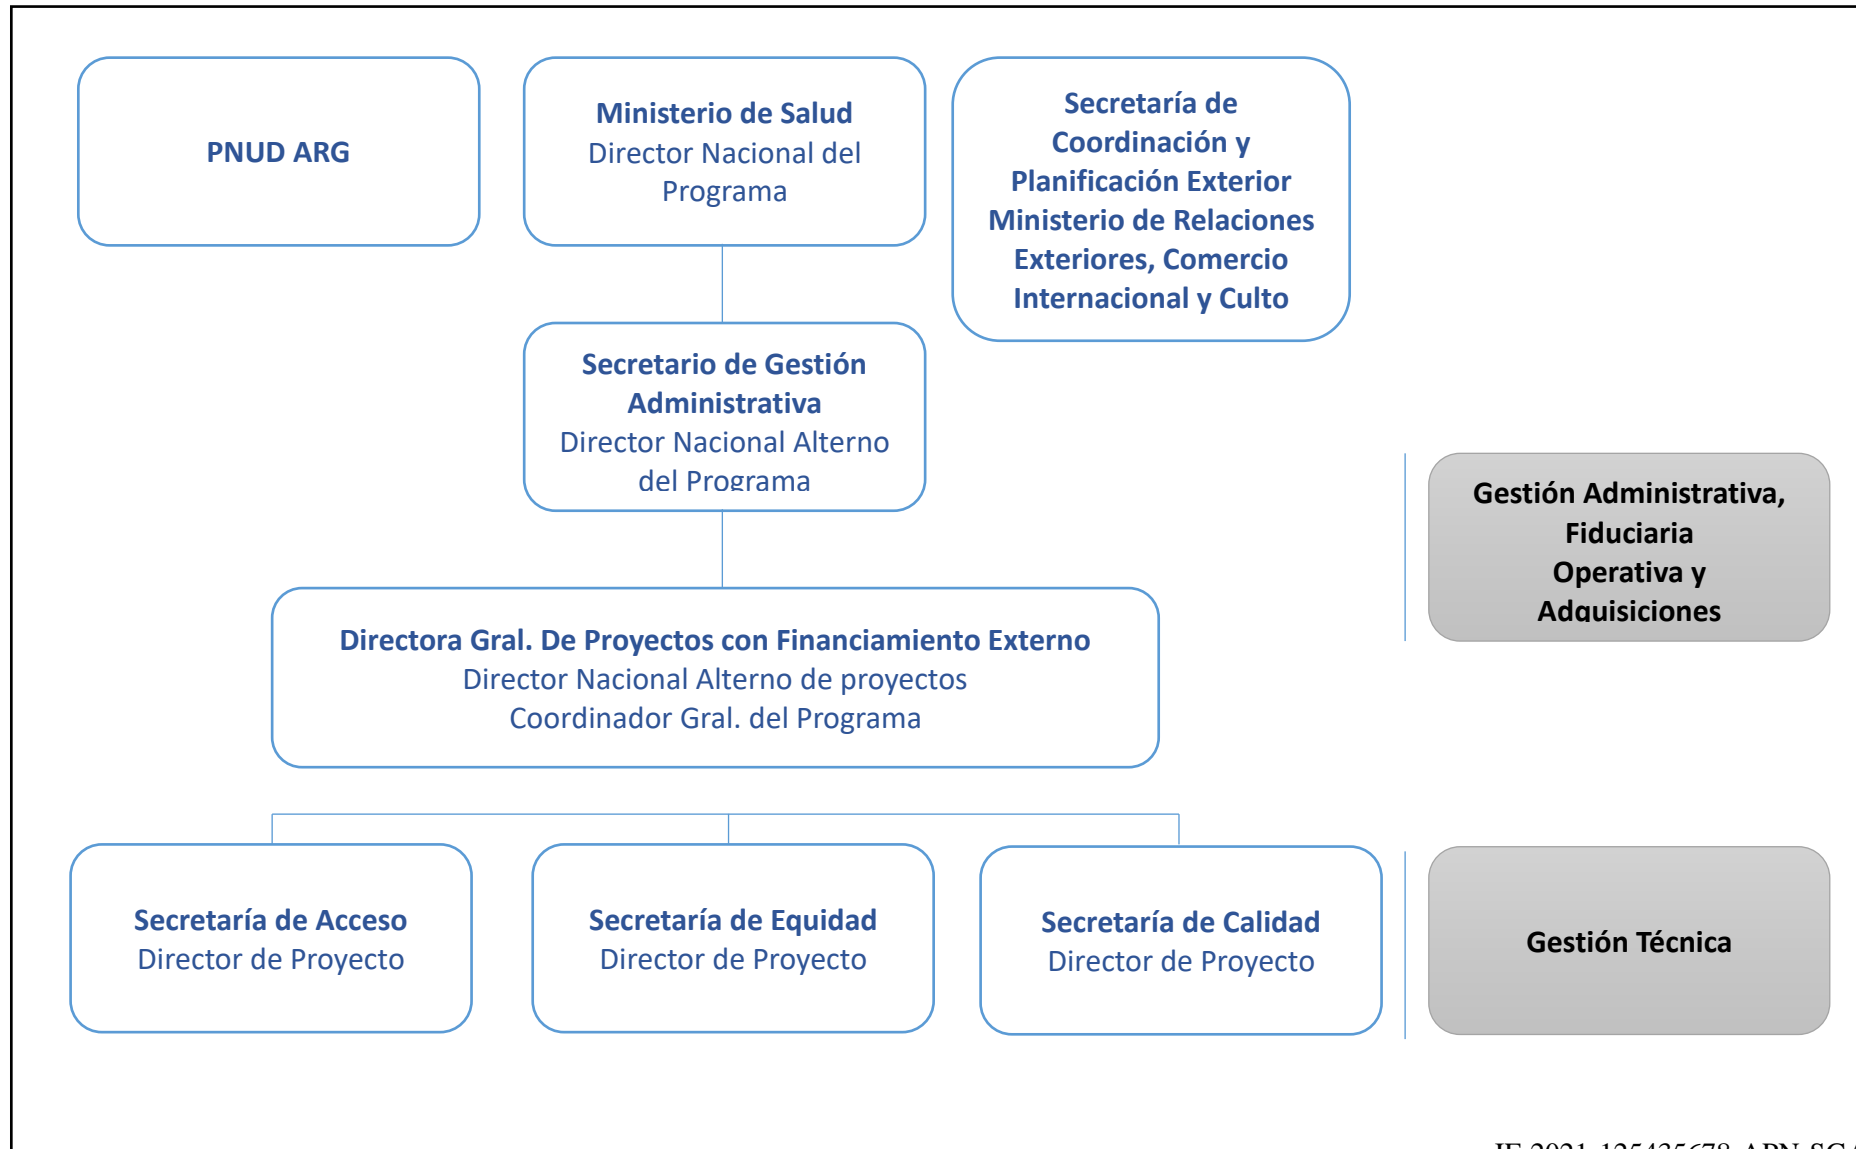 PNUD ARG
Ministerio de Salud
Director Nacional del
Programa
Secretaría de
Coordinación y
Planificación Exterior
Ministerio de Relaciones
Exteriores, Comercio
Internacional y Culto
Secretario de Gestión
Administrativa
Director Nacional Alterno
del Programa
Gestión Administrativa,
Fiduciaria
Operativa y
Adquisiciones
Directora Gral. De Proyectos con Financiamiento Externo
Director Nacional Alterno de proyectos
Coordinador Gral. del Programa
Secretaría de Acceso
Director de Proyecto
Secretaría de Equidad
Director de Proyecto
Secretaría de Calidad
Director de Proyecto
Gestión Técnica